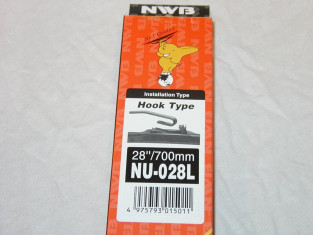 NWB
Installation Type
Hook Type
28"/700mm
NU-028L
4 975793 015011